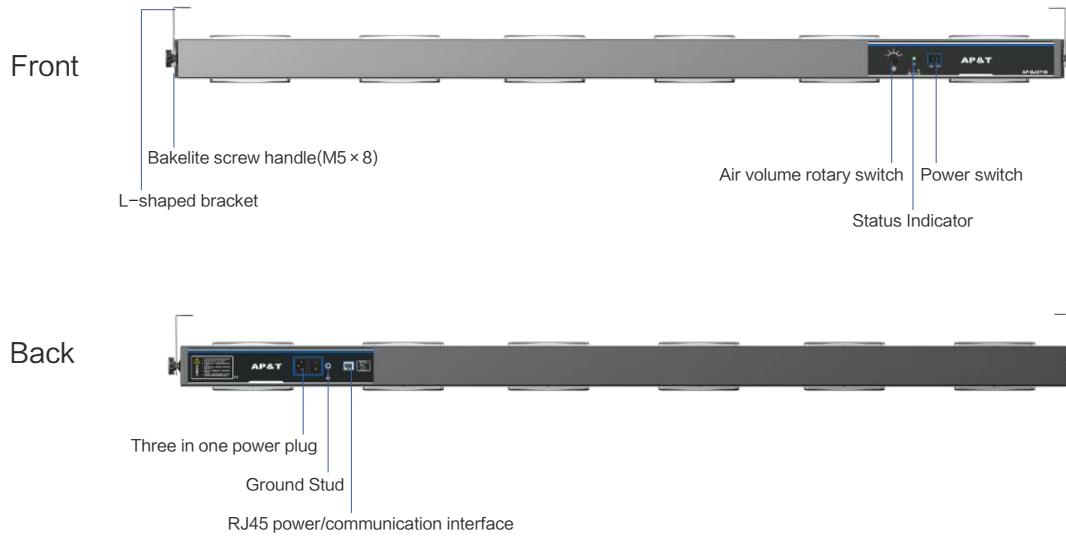 Front
AP&T
Bakelite screw handle(M5×8)
L-shaped bracket
Air volume rotary switch
Power switch
Status Indicator
Back
AP&T
Three in one power plug
Ground Stud
RJ45 power/communication interface